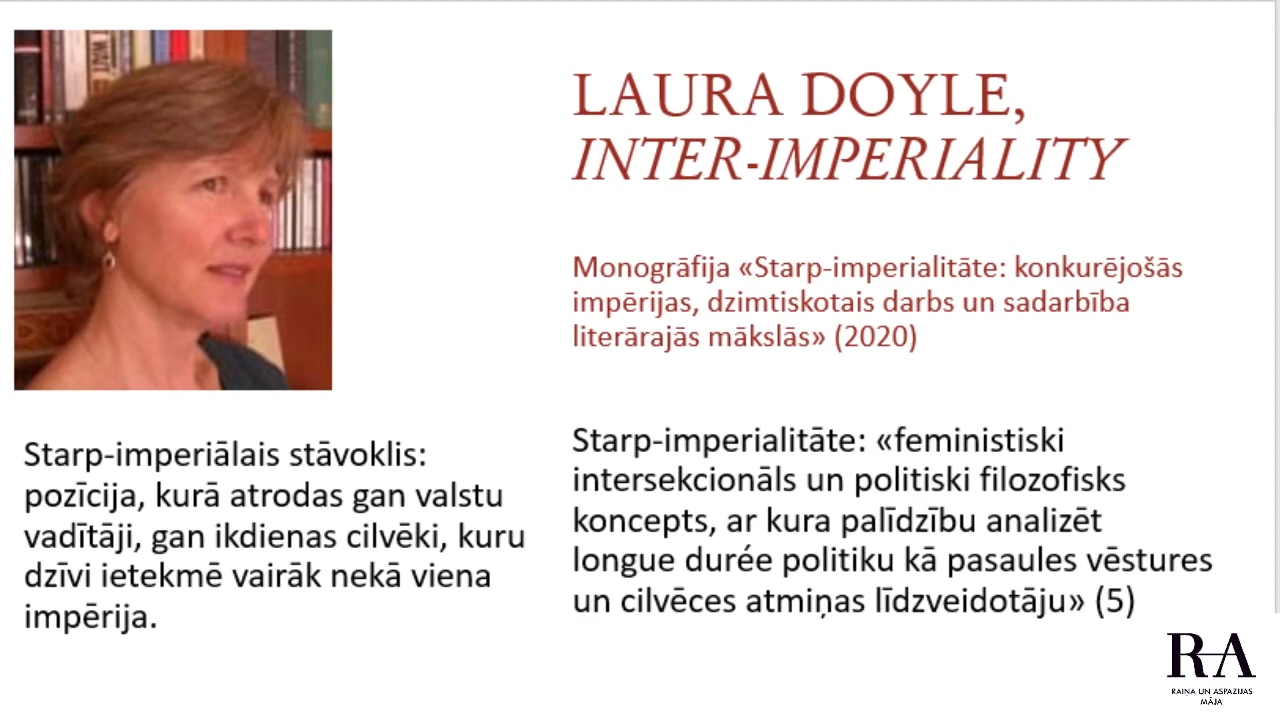 LAURA DOYLE,
INTER-IMPERIALITY
Monogrāfija «Starp-imperialitāte: konkurējošās
impērijas, dzimtiskotais darbs un sadarbība
literārajās mākslās» (2020)
Starp-imperiālais stāvoklis:
pozīcija, kurā atrodas gan valstu
vadītāji, gan ikdienas cilvēki, kuru
dzīvi ietekmē vairāk nekā viena
impērija.
Starp-imperialitāte: «feministiski
intersekcionāls un politiski filozofisks
koncepts, ar kura palīdzību analizēt
longue durée politiku kā pasaules vēstures
un cilvēces atmiņas līdzveidotāju» (5)
RA
RAIŅA UN ASPAZIJAS
MĀJA